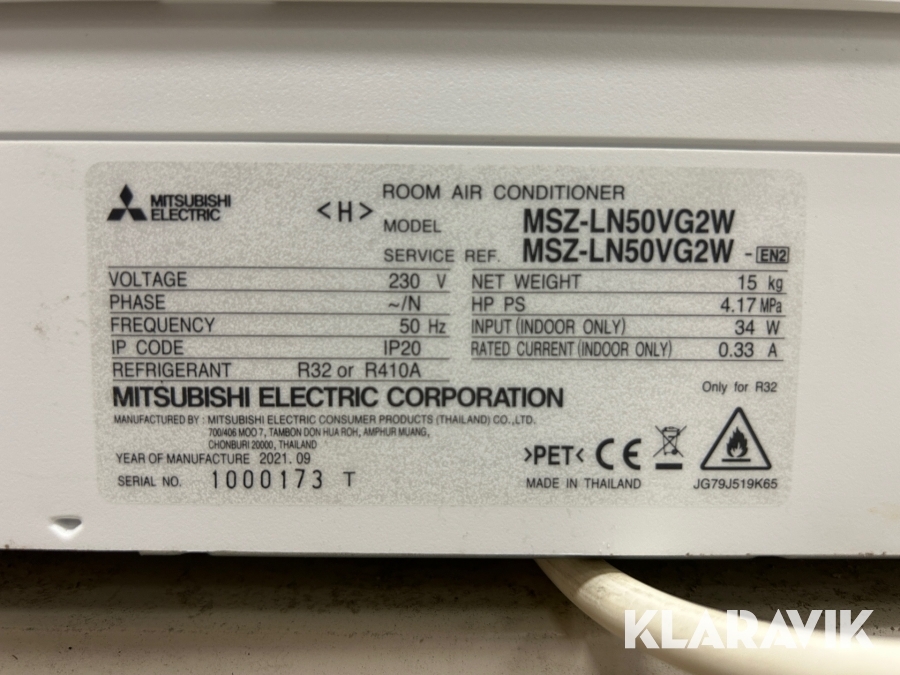 MITSUBISHI
ELECTRIC
<H>
ROOM AIR CONDITIONER
MODEL MSZ-LN50VG2W
SERVICE REF. MSZ-LN50VG2W - EN2
VOLTAGE 230 V
PHASE ~/N
FREQUENCY 50 Hz
IP CODE IP20
REFRIGERANT R32 or R410A
NET WEIGHT 15 kg
HP PS 4.17 MPa
INPUT (INDOOR ONLY) 34 W
RATED CURRENT (INDOOR ONLY) 0.33 A
MITSUBISHI ELECTRIC CORPORATION
Only for R32
MANUFACTURED BY : MITSUBISHI ELECTRIC CONSUMER PRODUCTS (THAILAND) CO., LTD.
700/406 MOO 7, TAMBON DON HUA ROH, AMPHUR MUANG,
CHONBURI 20000, THAILAND
YEAR OF MANUFACTURE 2021. 09
SERIAL NO. 1000173 T
>PET< CE
MADE IN THAILAND
JG79J519K65
KLARAVIK